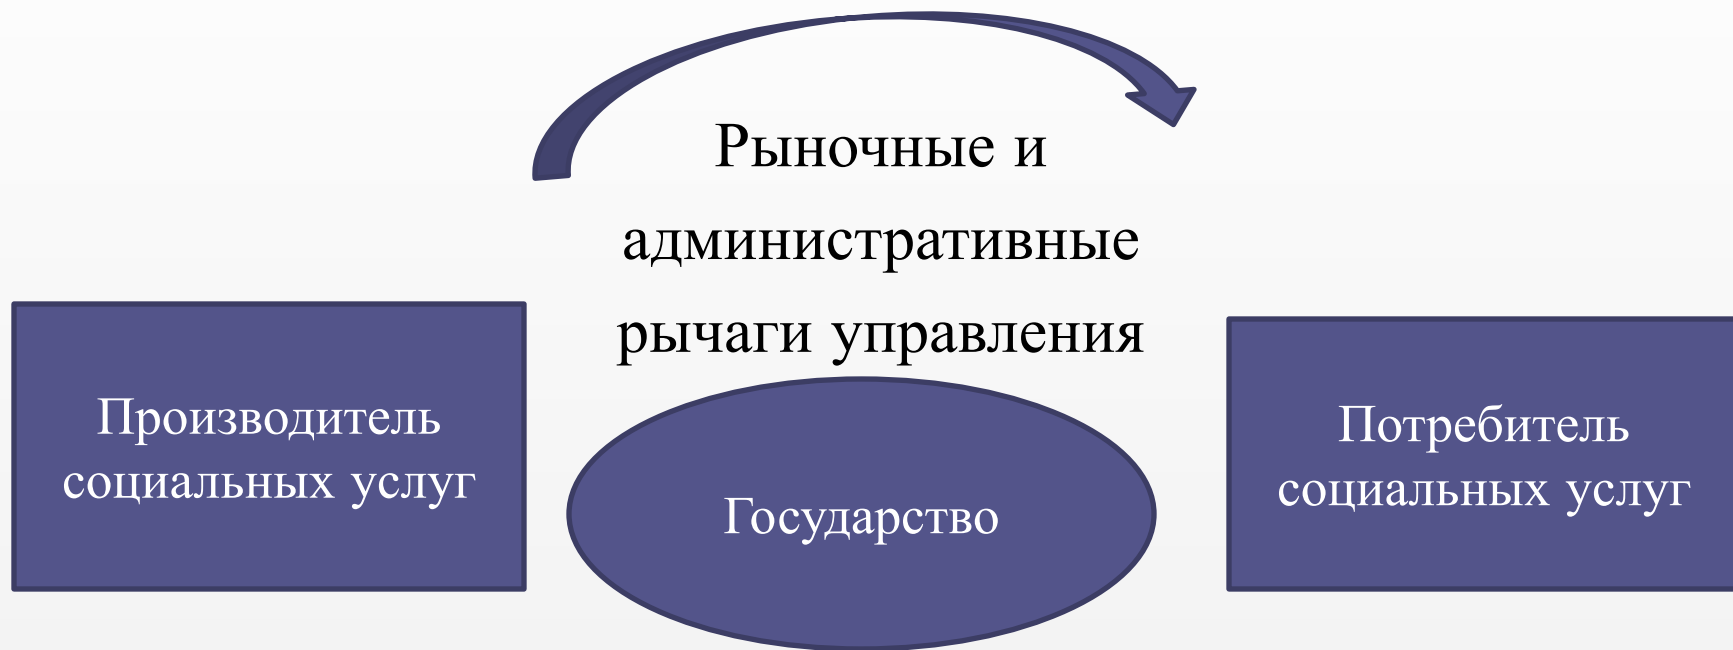 Рыночные и
административные
рычаги управления
Производитель
социальных услуг
Государство
Потребитель
социальных услуг